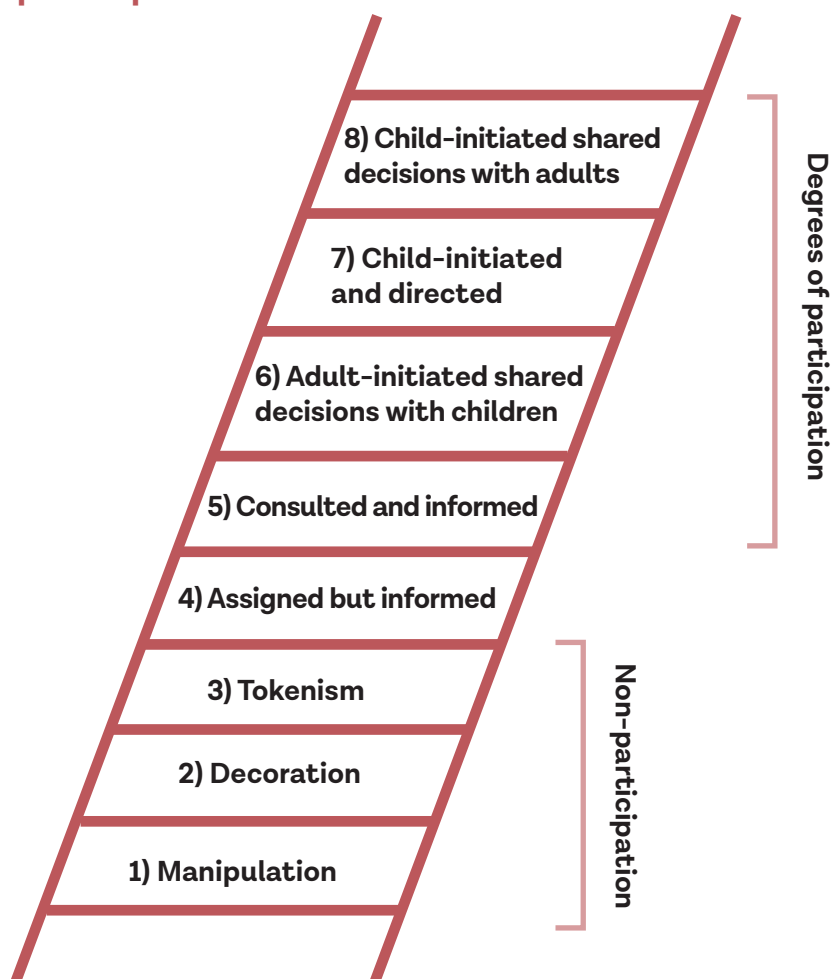 8) Child-initiated shared
decisions with adults
7) Child-initiated
and directed
6) Adult-initiated shared
decisions with children
5) Consulted and informed
4) Assigned but informed
3) Tokenism
2) Decoration
1) Manipulation
Degrees of participation
Non-participation